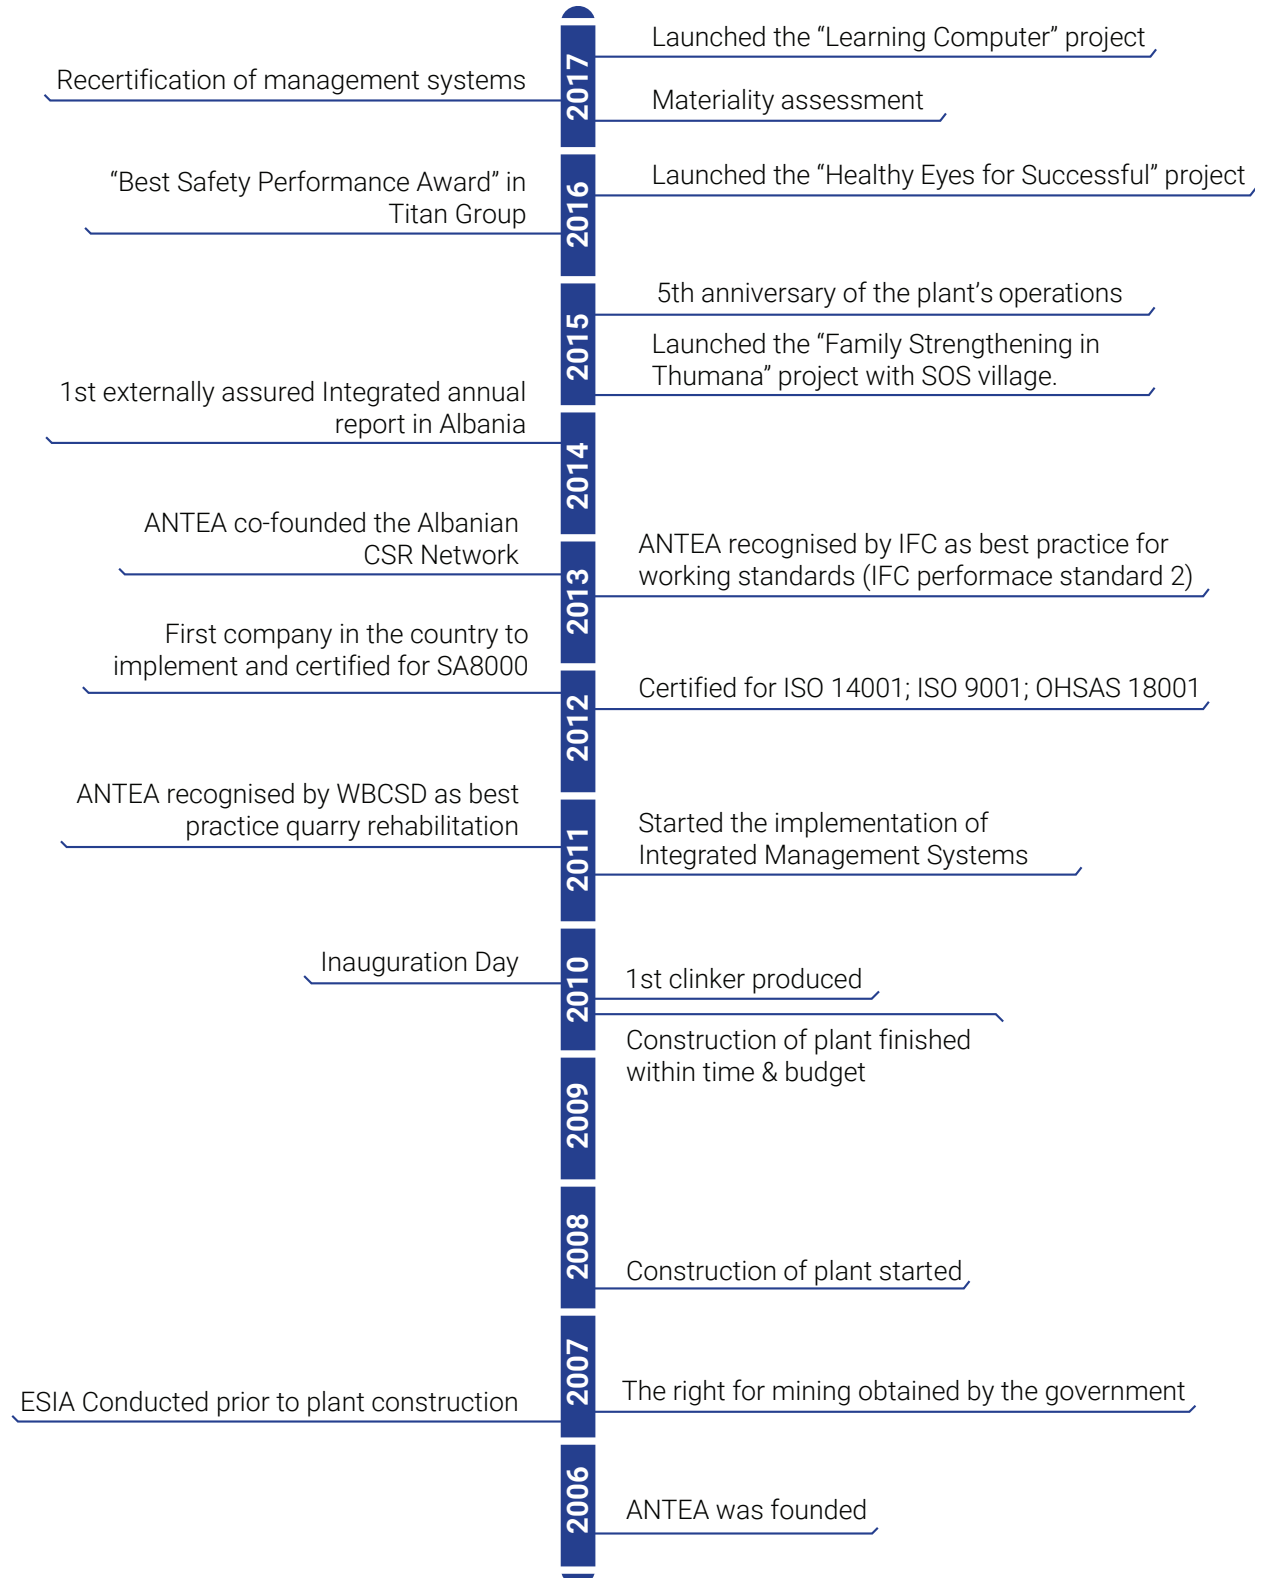 2017
Launched the “Learning Computer” project
Recertification of management systems
Materiality assessment
2016
“Best Safety Performance Award” in
Titan Group
Launched the “Healthy Eyes for Successful” project
2015
5th anniversary of the plant’s operations
Launched the “Family Strengthening in
Thumana” project with SOS village.
1st externally assured Integrated annual
report in Albania
2014
ANTEA co-founded the Albanian
CSR Network
2013
ANTEA recognised by IFC as best practice for
working standards (IFC performace standard 2)
First company in the country to
implement and certified for SA8000
2012
Certified for ISO 14001; ISO 9001; OHSAS 18001
ANTEA recognised by WBCSD as best
practice quarry rehabilitation
2011
Started the implementation of
Integrated Management Systems
2010
Inauguration Day
1st clinker produced
Construction of plant finished
within time & budget
2009
2008
Construction of plant started
2007
ESIA Conducted prior to plant construction
The right for mining obtained by the government
2006
ANTEA was founded